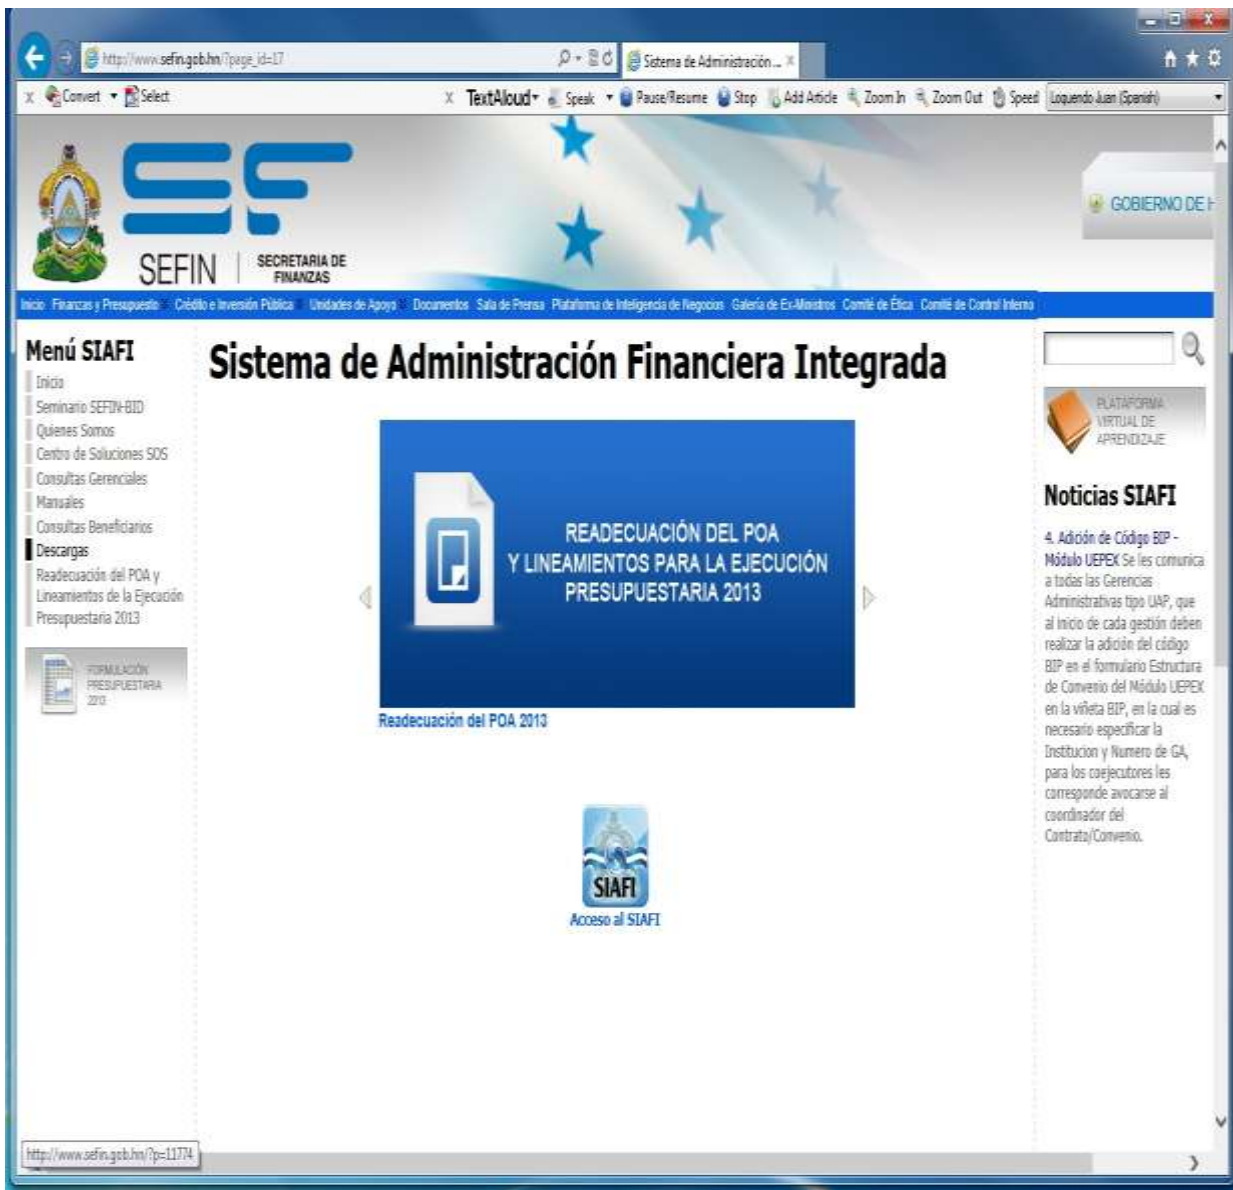 http://www.sefin.gob.hn/?page_id=17
Sistema de Administración ...
Convert
Select
TextAloud
Speak
Pause/Resume
Stop
Add Article
Zoom In
Zoom Out
Speed
Loquendo Juan (Spanish)
SEFIN
SECRETARIA DE
FINANZAS
GOBIERNO DE H
Inicio Finanzas y Presupuesto Crédito e Inversión Pública Unidades de Apoyo Documentos Sala de Prensa Plataforma de Inteligencia de Negocios Galería de Ex-Ministros Comité de Ética Comité de Control Interno
Menú SIAFI
Inicio
Seminario SEFIN-BID
Quienes Somos
Centro de Soluciones SOS
Consultas Gerenciales
Manuales
Consultas Beneficiarios
Descargas
Readecuación del POA y
Lineamientos de la Ejecución
Presupuestaria 2013
FORMULACIÓN
PRESUPUESTARIA
2013
Sistema de Administración Financiera Integrada
READECUACIÓN DEL POA
Y LINEAMIENTOS PARA LA EJECUCIÓN
PRESUPUESTARIA 2013
Readecuación del POA 2013
SIAFI
Acceso al SIAFI
PLATAFORMA
VIRTUAL DE
APRENDIZAJE
Noticias SIAFI
4. Adición de Código BIP -
Módulo UEPEX Se les comunica
a todas las Gerencias
Administrativas tipo UAP, que
al inicio de cada gestión deben
realizar la adición del código
BIP en el formulario Estructura
de Convenio del Módulo UEPEX
en la viñeta BIP, en la cual es
necesario especificar la
Institucion y Numero de GA,
para los coejecutores les
corresponde avocarse al
coordinador del
Contrato/Convenio.
http://www.sefin.gob.hn/?p=11774